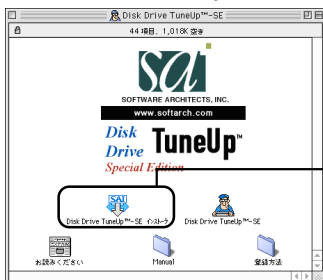 Disk Drive TuneUp™-SE
44 項目, 1,018K 空き
SA
SOFTWARE ARCHITECTS, INC.
www.softarch.com
Disk Drive TuneUp™
Special Edition
SAI
Disk Drive TuneUp™-SE インストーラ
Disk Drive TuneUp™-SE
お読みください
Manual
登録方法